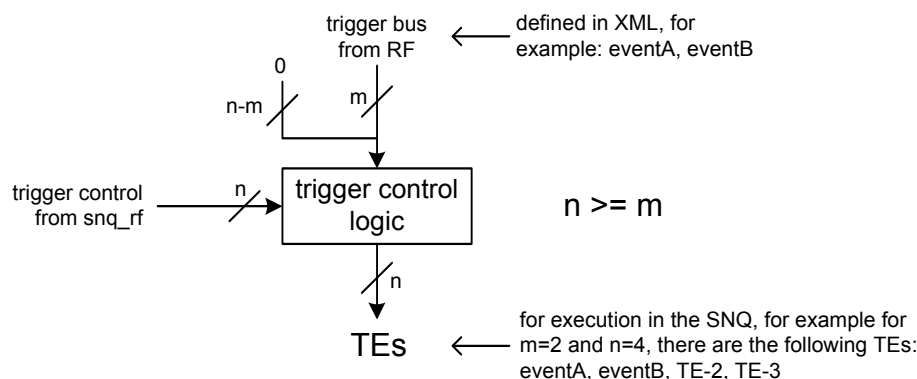 trigger bus
from RF
defined in XML, for
example: eventA, eventB
0
n-m
m
trigger control
from snq_rf
n
trigger control
logic
n >= m
n
TEs
for execution in the SNQ, for example for
m=2 and n=4, there are the following TEs:
eventA, eventB, TE-2, TE-3